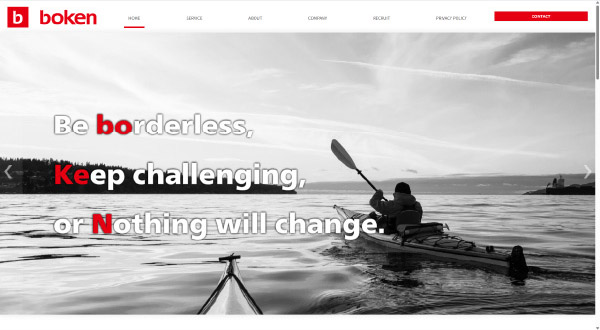 b boken
HOME SERVICE ABOUT COMPANY RECRUIT PRIVACY POLICY CONTACT
Be borderless,
Keep challenging,
or Nothing will change.